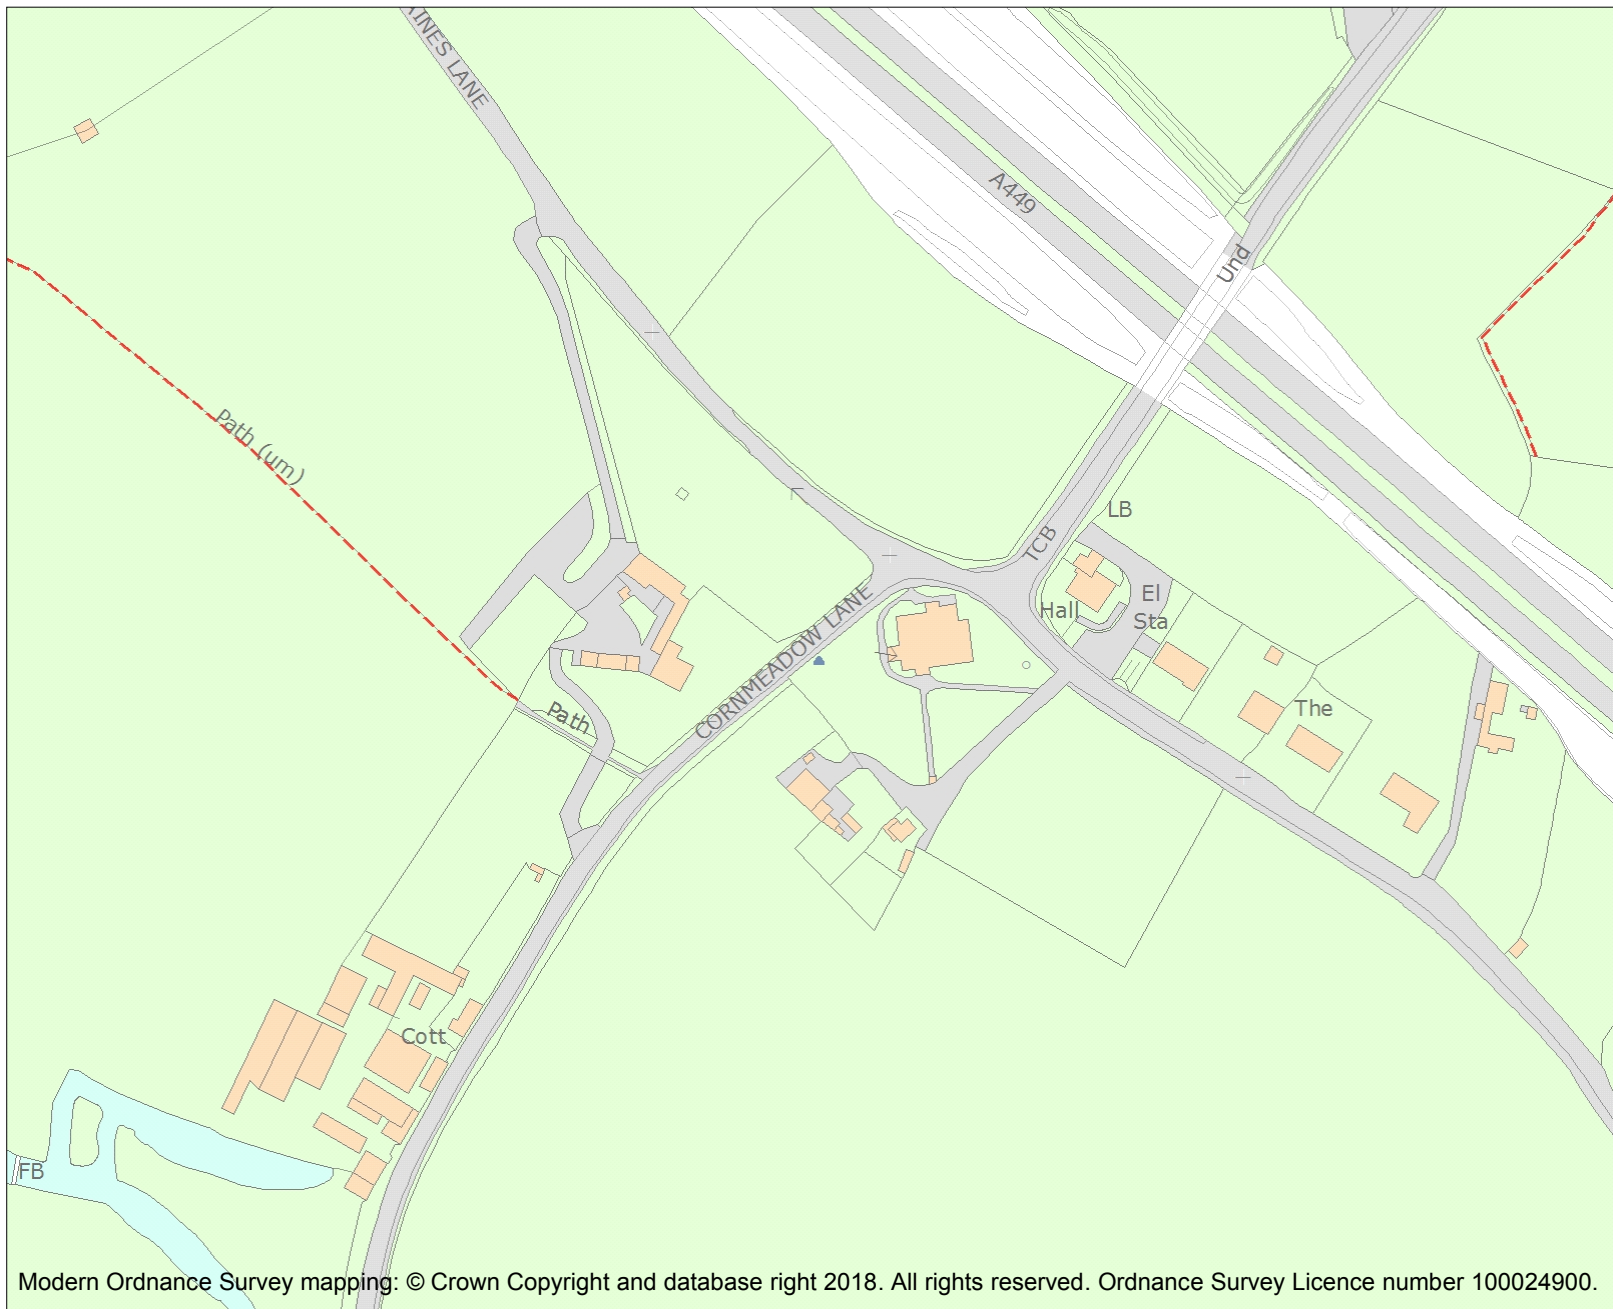 INES LANE
A449
Und
Path (um)
LB
TCB
El
Sta
Hall
CORNMEADOW LANE
The
Path
Cott
FB
Modern Ordnance Survey mapping: © Crown Copyright and database right 2018. All rights reserved. Ordnance Survey Licence number 100024900.